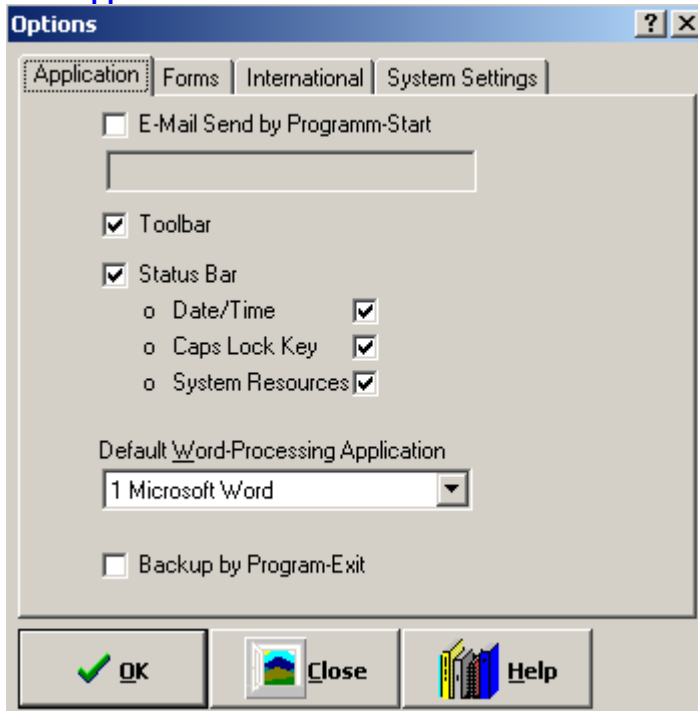 Options
Application Forms International System Settings
E-Mail Send by Programm-Start
Toolbar
Status Bar
o Date/Time
o Caps Lock Key
o System Resources
Default Word-Processing Application
1 Microsoft Word
Backup by Program-Exit
OK Close Help